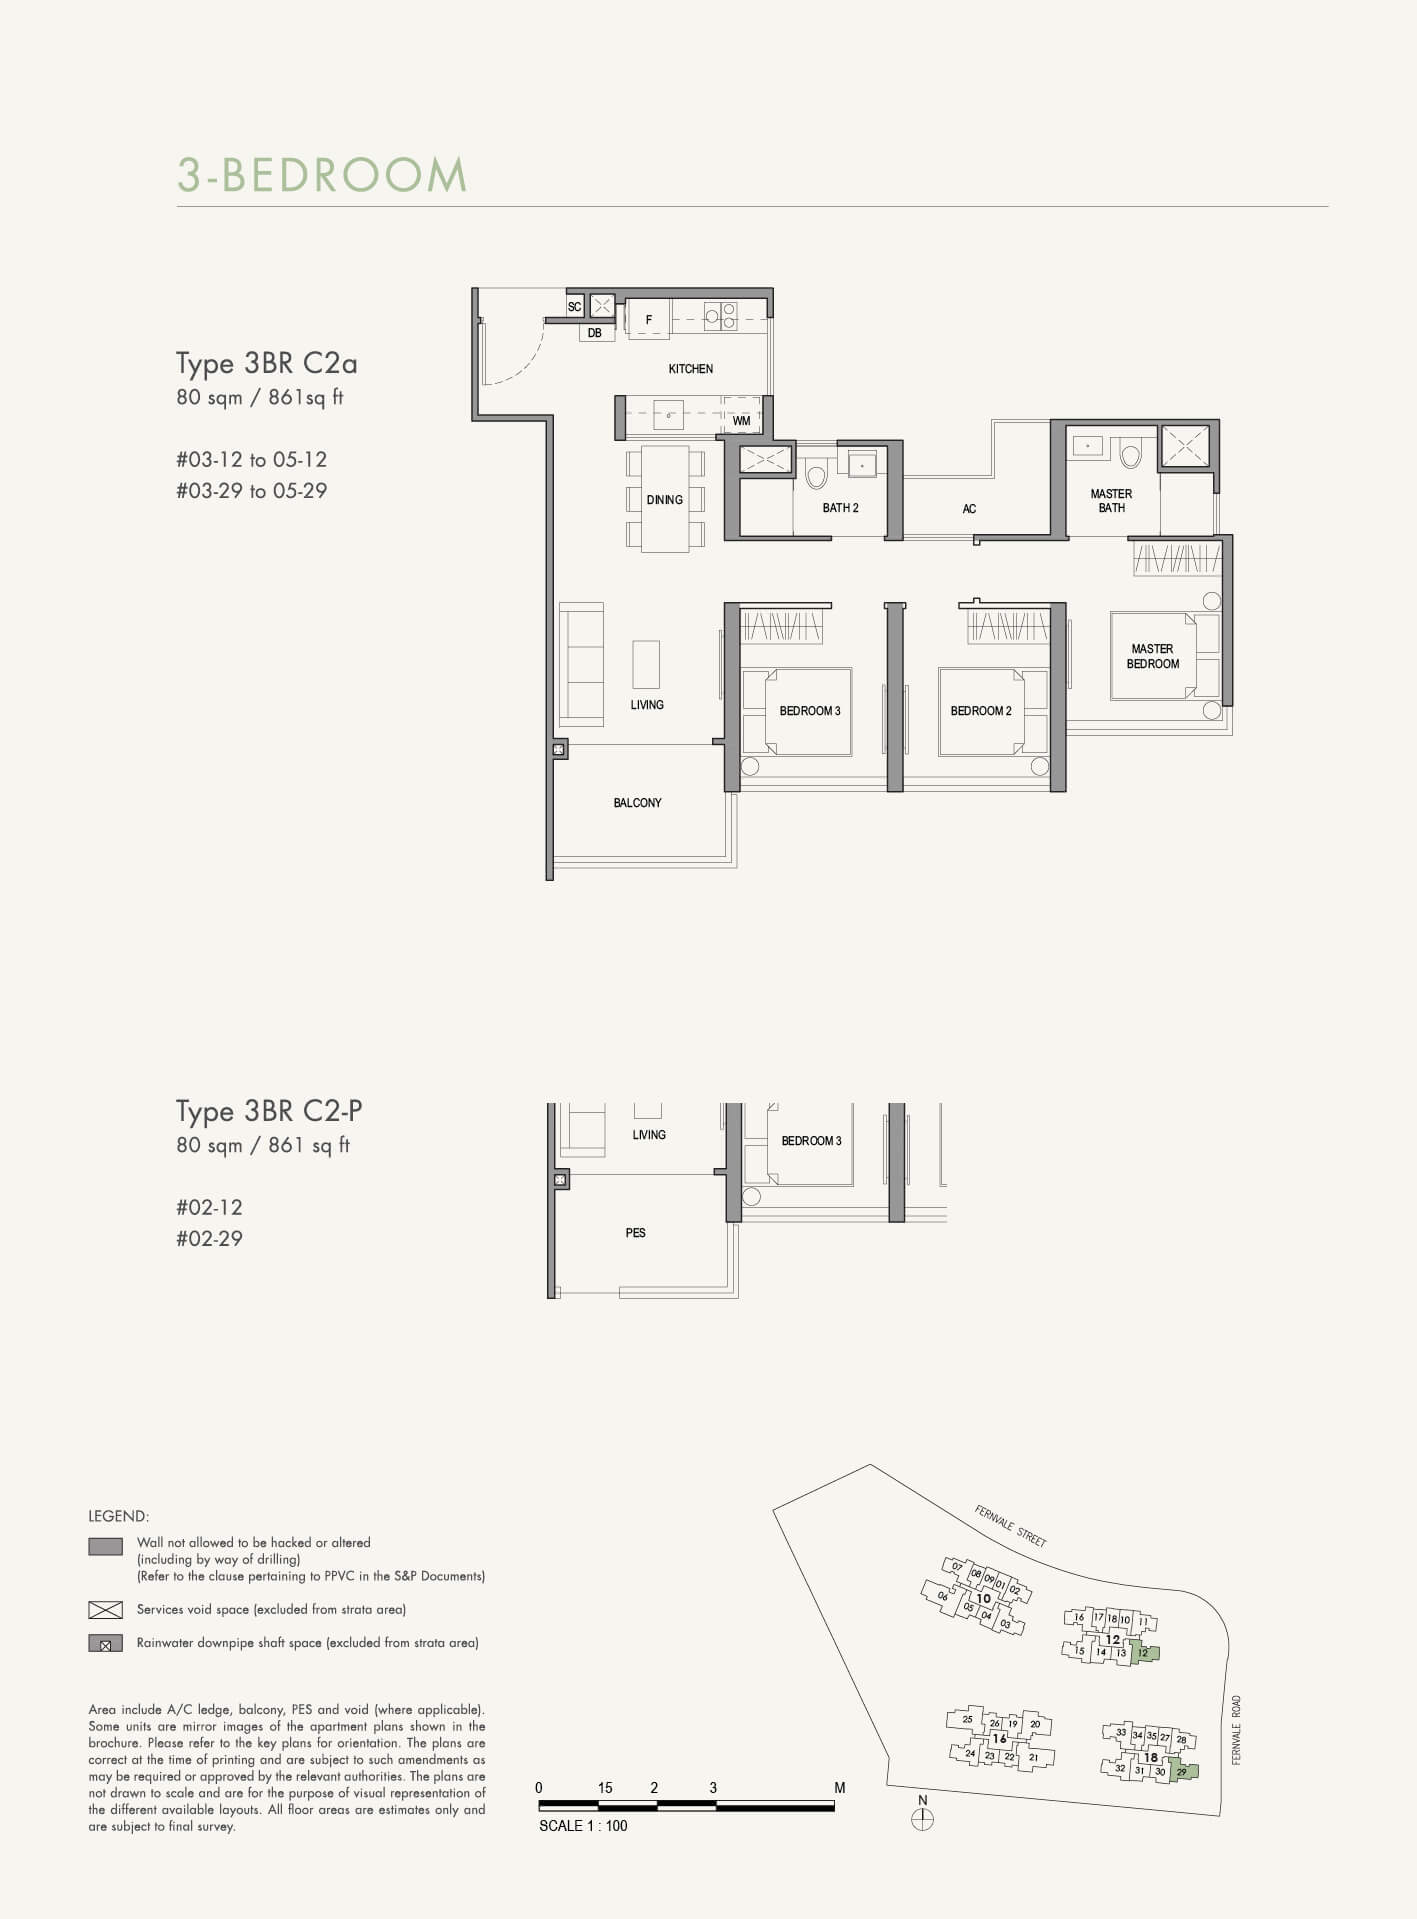 3-BEDROOM
Type 3BR C2a
80 sqm / 861sq ft
#03-12 to 05-12
#03-29 to 05-29
SC
DB
F
KITCHEN
WM
DINING
BATH 2
AC
MASTER
BATH
MASTER
BEDROOM
LIVING
BEDROOM 3
BEDROOM 2
BALCONY
Type 3BR C2-P
80 sqm / 861 sq ft
#02-12
#02-29
LIVING
BEDROOM 3
PES
LEGEND:
Wall not allowed to be hacked or altered
(including by way of drilling)
(Refer to the clause pertaining to PPVC in the S&P Documents)
Services void space (excluded from strata area)
Rainwater downpipe shaft space (excluded from strata area)
Area include A/C ledge, balcony, PES and void (where applicable).
Some units are mirror images of the apartment plans shown in the
brochure. Please refer to the key plans for orientation. The plans are
correct at the time of printing and are subject to such amendments as
may be required or approved by the relevant authorities. The plans are
not drawn to scale and are for the purpose of visual representation of
the different available layouts. All floor areas are estimates only and
are subject to final survey.
0 15 2 3 M
SCALE 1 : 100
FERNVALE STREET
FERNVALE ROAD
07 08 09 01 02
10
06 05 04 03
16 17 18 10 11
12
15 14 13 12
25 26 19 20
16
24 23 22 21
33 34 35 27 28
18
32 31 30 29
N